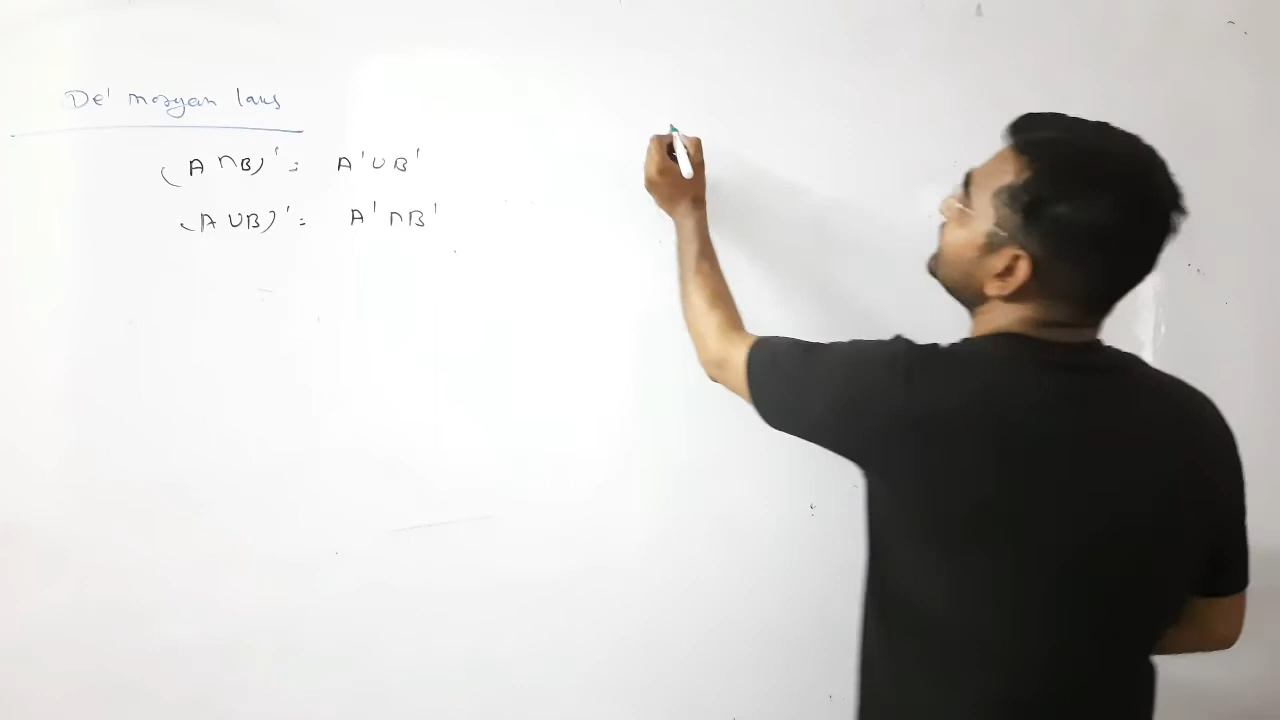 De' morgan laws
(A ∩ B)' = A' ∪ B'
(A ∪ B)' = A' ∩ B'